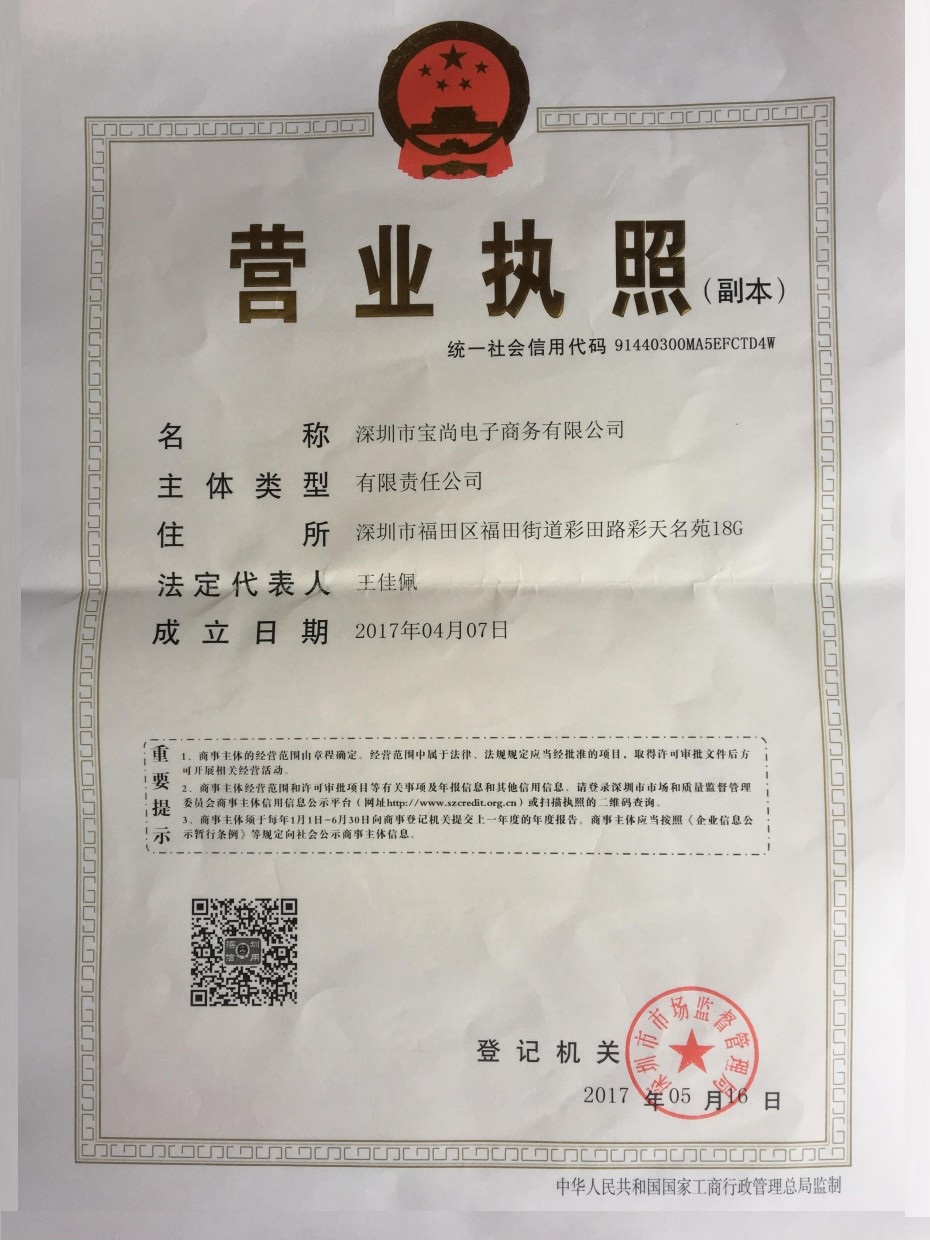 营业执照(副本)
统一社会信用代码 91440300MA5EFCTD4W
名称 深圳市宝尚电子商务有限公司
主体类型 有限责任公司
住所 深圳市福田区福田街道彩田路彩天名苑18G
法定代表人 王佳佩
成立日期 2017年04月07日
重要提示
1、商事主体的经营范围由章程确定。经营范围中属于法律、法规规定应当经批准的项目，取得许可审批文件后方
可开展相关经营活动。
2、商事主体经营范围和许可审批项目等有关事项及年报信息和其他信用信息，请登录深圳市市场和质量监督管理
委员会商事主体信用信息公示平台（网址http://www.szcredit.org.cn）或扫描执照的二维码查询。
3、商事主体须于每年1月1日-6月30日向商事登记机关提交上一年度的年度报告。商事主体应当按照《企业信息公
示暂行条例》等规定向社会公示商事主体信息。
深圳信用
登记机关
深圳市市场监督管理局
2017 年 05 月 16 日
中华人民共和国国家工商行政管理总局监制